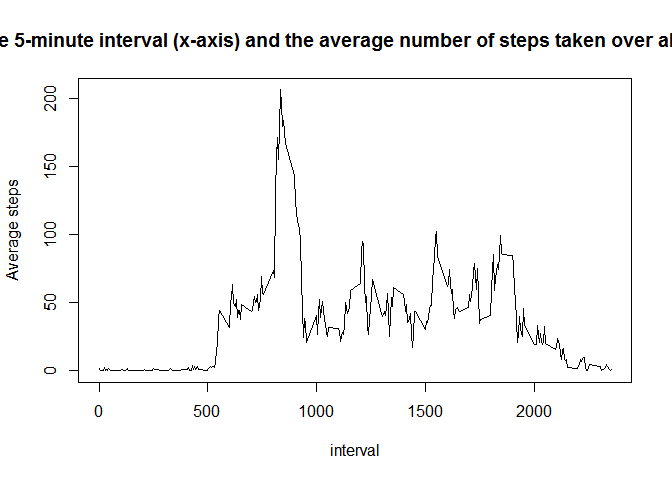 5-minute interval (x-axis) and the average number of steps taken over
200
150
100
50
0
Average steps
0 500 1000 1500 2000
interval